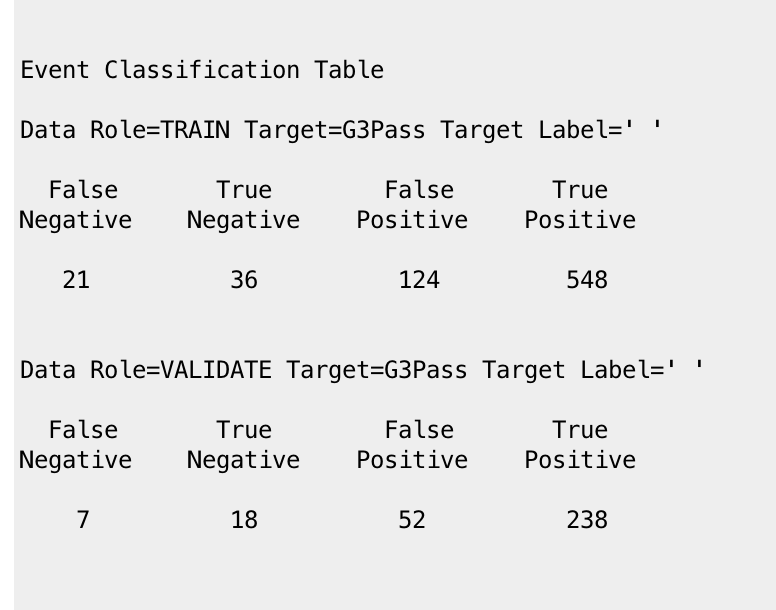 Event Classification Table
Data Role=TRAIN Target=G3Pass Target Label=' '
False True False True
Negative Negative Positive Positive
21 36 124 548
Data Role=VALIDATE Target=G3Pass Target Label=' '
False True False True
Negative Negative Positive Positive
7 18 52 238